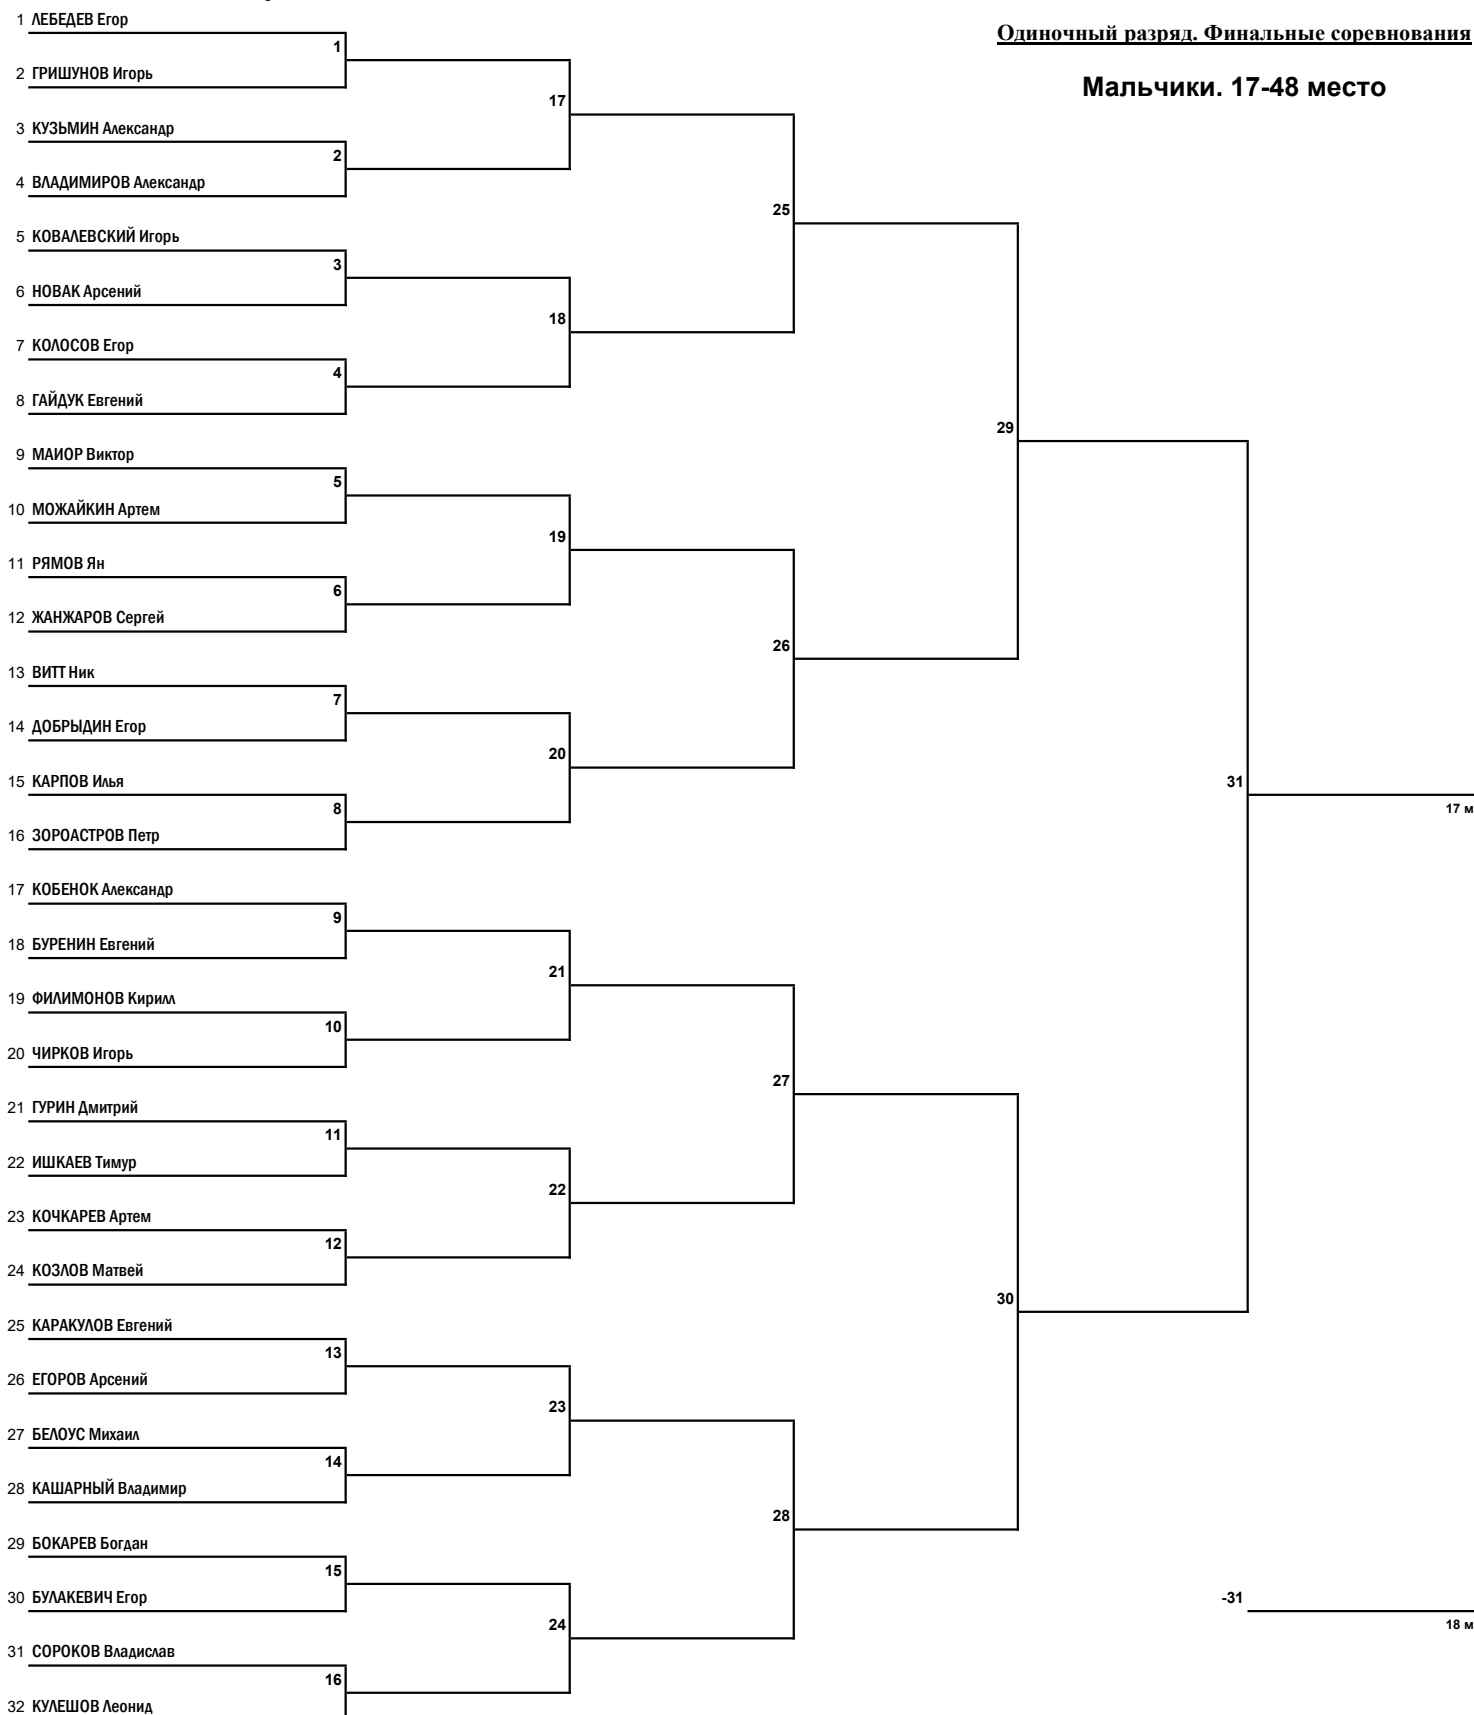 1 ЛЕБЕДЕВ Егор
Одиночный разряд. Финальные соревнования
1
2 ГРИШУНОВ Игорь
Мальчики. 17-48 место
17
3 КУЗЬМИН Александр
2
4 ВЛАДИМИРОВ Александр
25
5 КОВАЛЕВСКИЙ Игорь
3
6 НОВАК Арсений
18
7 КОЛОСОВ Егор
4
8 ГАЙДУК Евгений
29
9 МАИОР Виктор
5
10 МОЖАЙКИН Артем
19
11 РЯМОВ Ян
6
12 ЖАНЖАРОВ Сергей
26
13 ВИТТ Ник
7
14 ДОБРЫДИН Егор
20
15 КАРПОВ Илья
31
8
17 м
16 ЗОРОАСТРОВ Петр
17 КОБЕНОК Александр
9
18 БУРЕНИН Евгений
21
19 ФИЛИМОНОВ Кирилл
10
20 ЧИРКОВ Игорь
27
21 ГУРИН Дмитрий
11
22 ИШКАЕВ Тимур
22
23 КОЧКАРЕВ Артем
12
24 КОЗЛОВ Матвей
30
25 КАРАКУЛОВ Евгений
13
26 ЕГОРОВ Арсений
23
27 БЕЛОУС Михаил
14
28 КАШАРНЫЙ Владимир
28
29 БОКАРЕВ Богдан
15
30 БУЛАКЕВИЧ Егор
-31
24
18 м
31 СОРОКОВ Владислав
16
32 КУЛЕШОВ Леонид